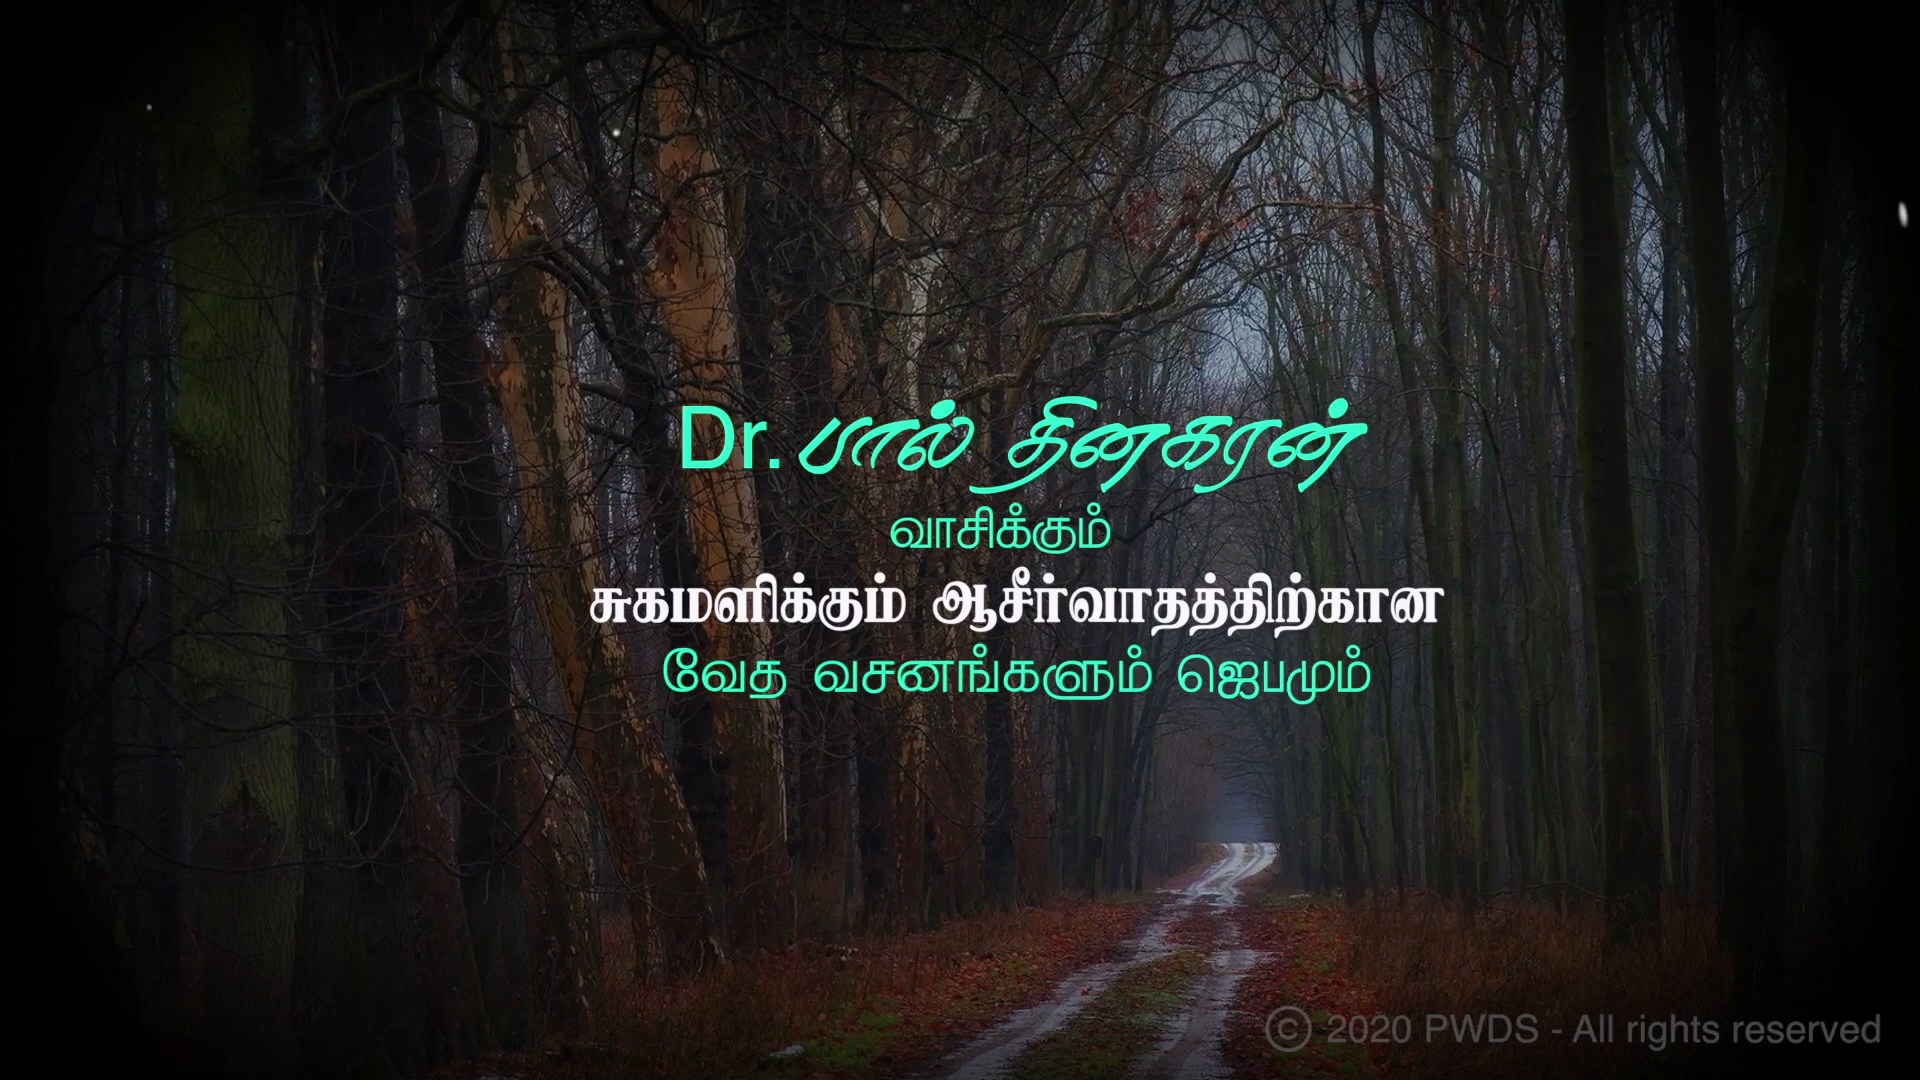 Dr. பால் தினகரன்
வாசிக்கும்
சுகமளிக்கும் ஆசீர்வாதத்திற்கான
வேத வசனங்களும் ஜெபமும்
© 2020 PWDS - All rights reserved